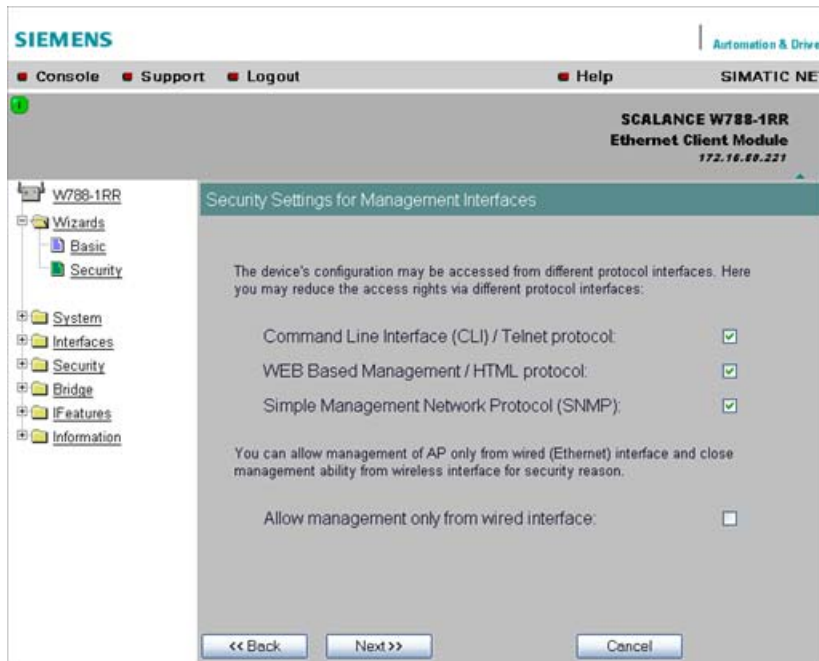 SIEMENS
Automation & Drive
Console Support Logout Help SIMATIC NE
SCALANCE W788-1RR
Ethernet Client Module
172.16.60.221
W788-1RR
Wizards
Basic
Security
System
Interfaces
Security
Bridge
IFeatures
Information
Security Settings for Management Interfaces
The device's configuration may be accessed from different protocol interfaces. Here
you may reduce the access rights via different protocol interfaces:
Command Line Interface (CLI) / Telnet protocol:
WEB Based Management / HTML protocol:
Simple Management Network Protocol (SNMP):
You can allow management of AP only from wired (Ethernet) interface and close
management ability from wireless interface for security reason.
Allow management only from wired interface:
<< Back Next >> Cancel